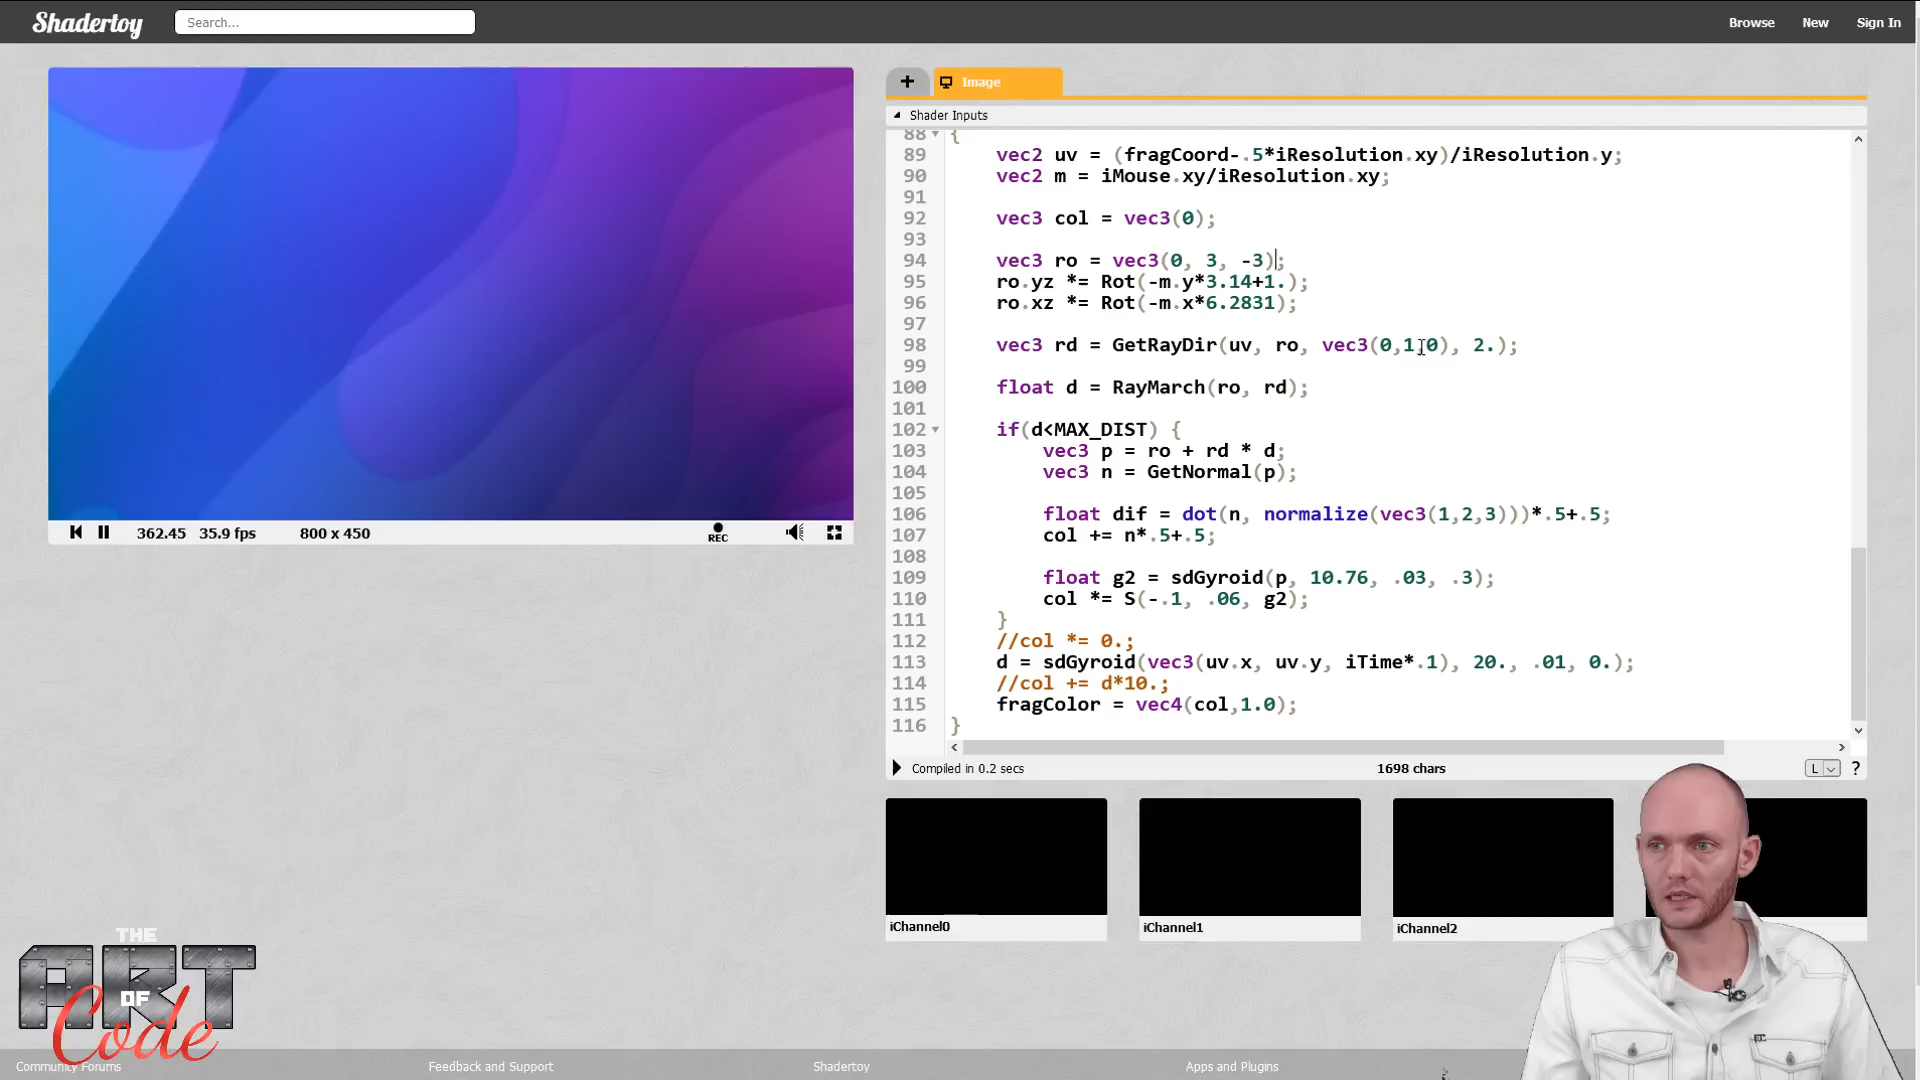 Shadertoy
Search...
Browse
New
Sign In
+
Image
Shader Inputs
88 {
89 vec2 uv = (fragCoord-.5*iResolution.xy)/iResolution.y;
90 vec2 m = iMouse.xy/iResolution.xy;
91
92 vec3 col = vec3(0);
93
94 vec3 ro = vec3(0, 3, -3);
95 ro.yz *= Rot(-m.y*3.14+1.);
96 ro.xz *= Rot(-m.x*6.2831);
97
98 vec3 rd = GetRayDir(uv, ro, vec3(0,1,0), 2.);
99
100 float d = RayMarch(ro, rd);
101
102 if(d<MAX_DIST) {
103 vec3 p = ro + rd * d;
104 vec3 n = GetNormal(p);
105
106 float dif = dot(n, normalize(vec3(1,2,3)))*.5+.5;
107 col += n*.5+.5;
108
109 float g2 = sdGyroid(p, 10.76, .03, .3);
110 col *= S(-.1, .06, g2);
111 }
112 //col *= 0.;
113 d = sdGyroid(vec3(uv.x, uv.y, iTime*.1), 20., .01, 0.);
114 //col += d*10.;
115 fragColor = vec4(col,1.0);
116 }
362.45
35.9 fps
800 x 450
REC
Compiled in 0.2 secs
1698 chars
L
?
iChannel0
iChannel1
iChannel2
THE
ART
OF
Code
Community Forums
Feedback and Support
Shadertoy
Apps and Plugins